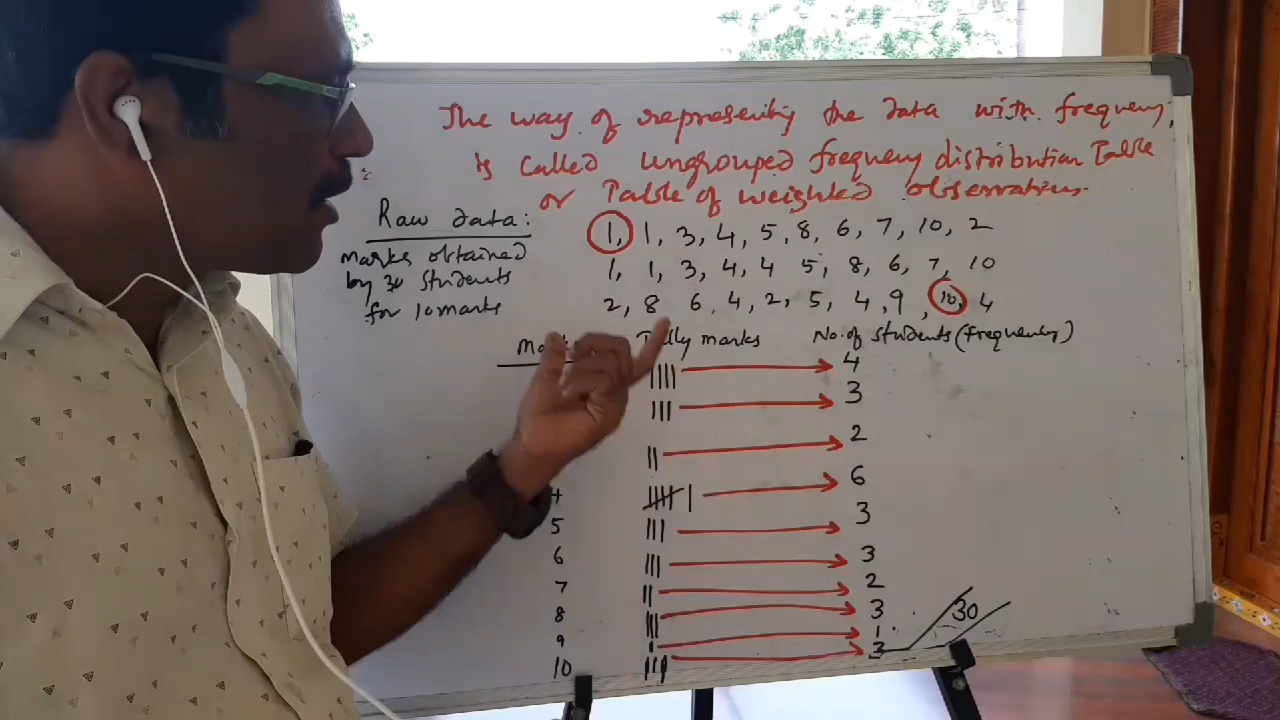 The way of representing the data with frequency,
is called ungrouped frequency distribution Table
or Table of weighted observations.
Raw data:
marks obtained
by 30 students
for 10 marks
1, 1, 3, 4, 5, 8, 6, 7, 10, 2
1, 1, 3, 4, 4 5, 8, 6, 7, 10
2, 8 6, 4, 2, 5, 4, 9, 10, 4
Tally marks No. of students (frequency)
|||| 4
||| 3
|| 2
4 |||| | 6
5 ||| 3
6 ||| 3
7 || 2
8 ||| 3
9 | 1
10 ||| 3
30